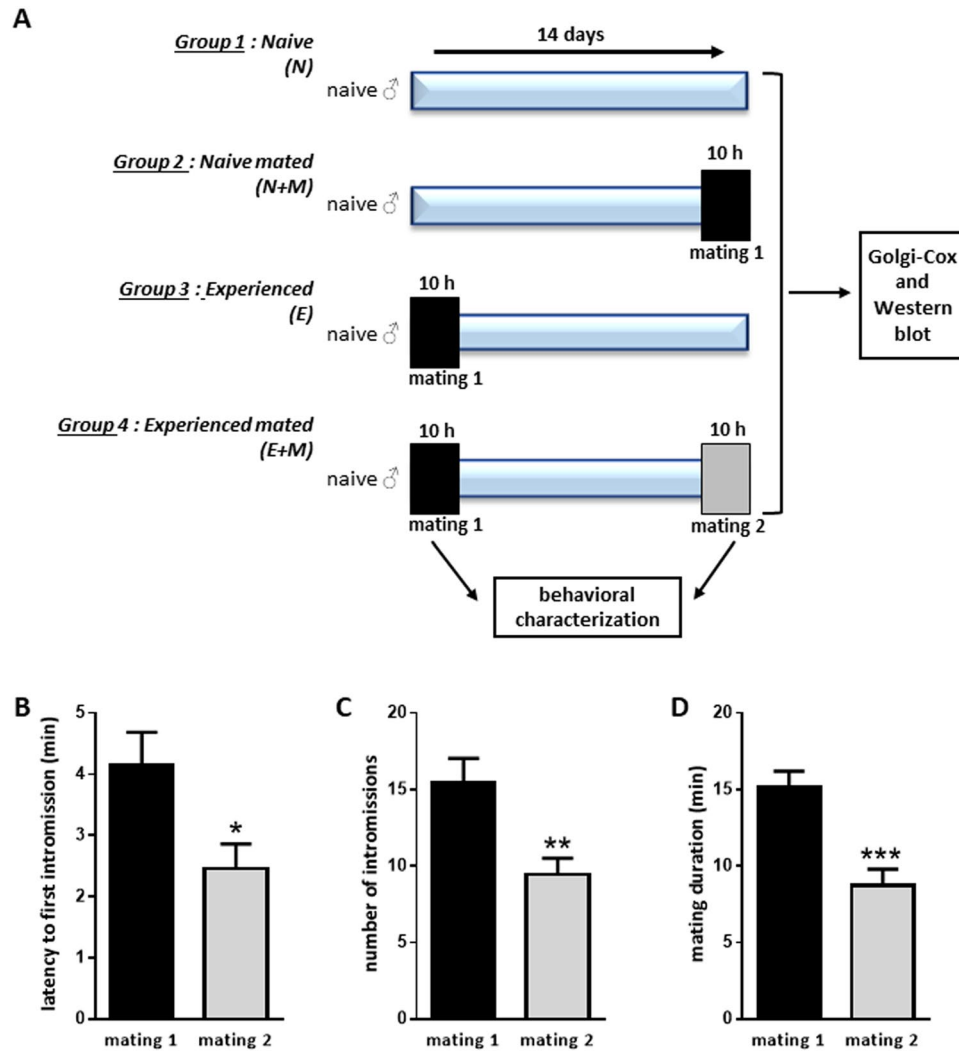 A
Group 1 : Naive
(N)
14 days
naive ♂
Group 2 : Naive mated
(N+M)
10 h
naive ♂
mating 1
Group 3 : Experienced
(E)
10 h
naive ♂
mating 1
Group 4 : Experienced mated
(E+M)
10 h
10 h
naive ♂
mating 1
mating 2
Golgi-Cox
and
Western
blot
behavioral
characterization
B
latency to first intromission (min)
5
4
3
2
1
0
*
mating 1
mating 2
C
number of intromissions
20
15
10
5
0
**
mating 1
mating 2
D
mating duration (min)
20
15
10
5
0
***
mating 1
mating 2